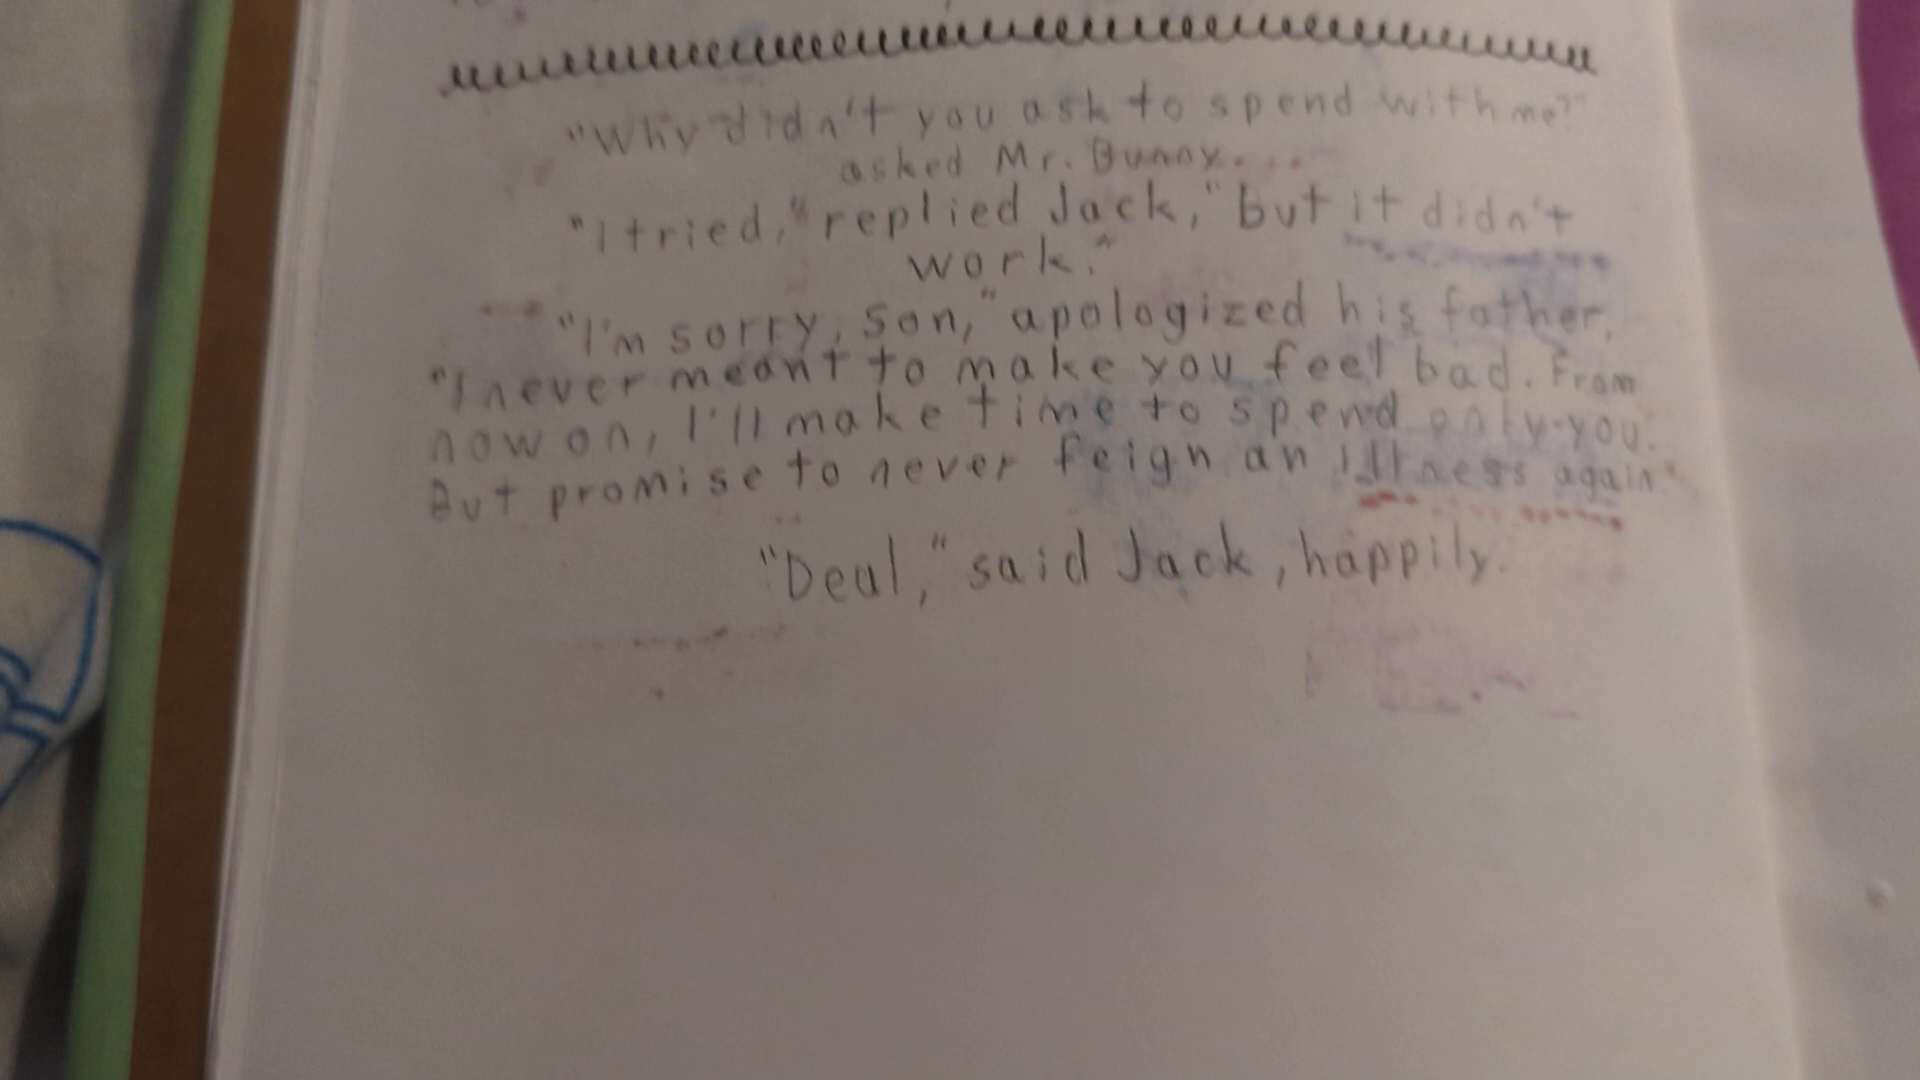 "Why didn't you ask to spend with me?"
asked Mr. Bunny.
"I tried," replied Jack, "but it didn't
work."
"I'm sorry, son," apologized his father.
"I never meant to make you feel bad. From
now on, I'll make time to spend only you.
But promise to never feign an illness again"
"Deal," said Jack, happily.